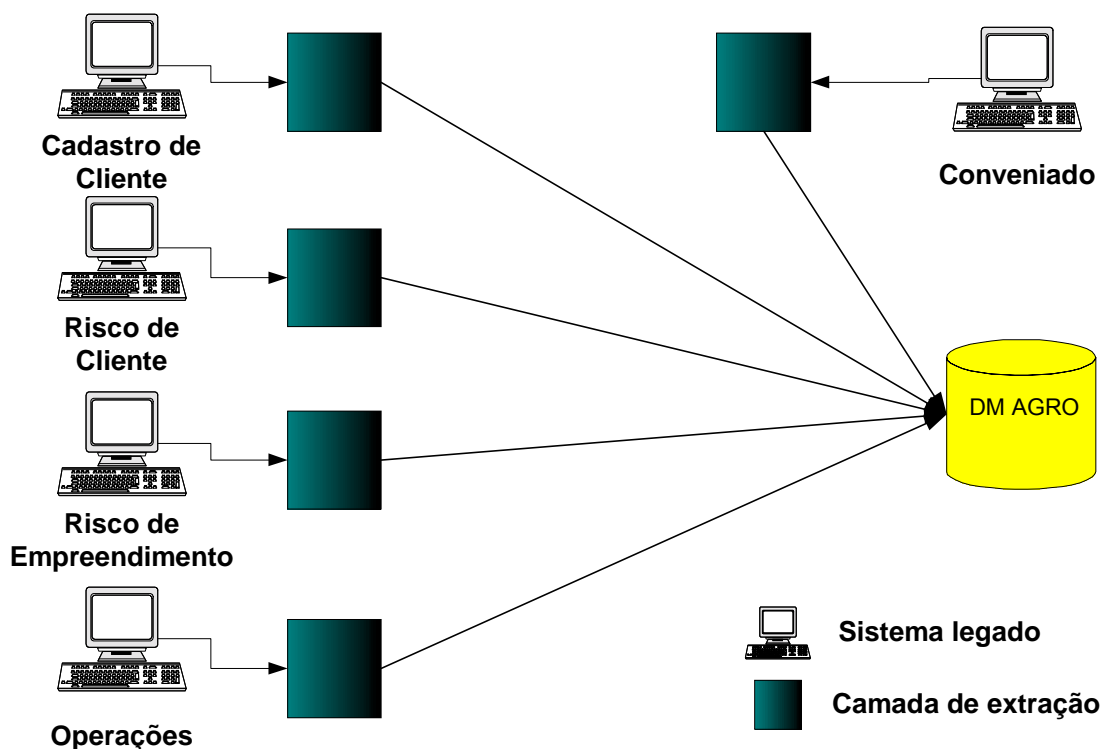 Cadastro de
Cliente
Conveniado
Risco de
Cliente
DM AGRO
Risco de
Empreendimento
Sistema legado
Camada de extração
Operações